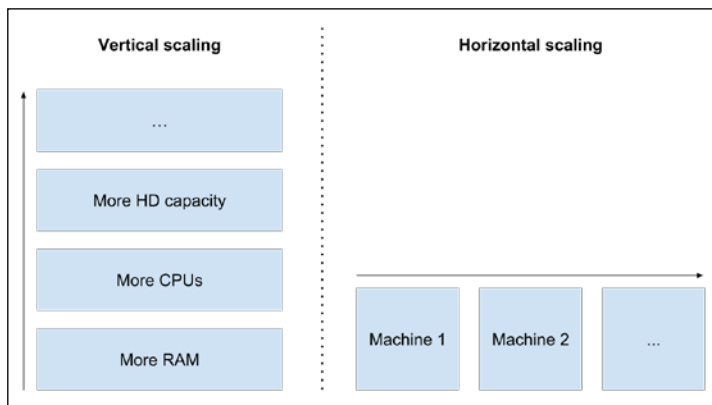 Vertical scaling
...
More HD capacity
More CPUs
More RAM
Horizontal scaling
Machine 1
Machine 2
...